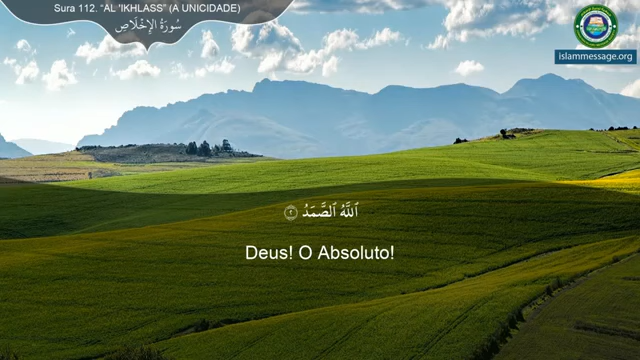 Sura 112. "AL 'IKHLASS" (A UNICIDADE)
سُورَةُ الإِخْلَاصِ
islammessage.org
ٱللَّهُ ٱلصَّمَدُ ٢
Deus! O Absoluto!